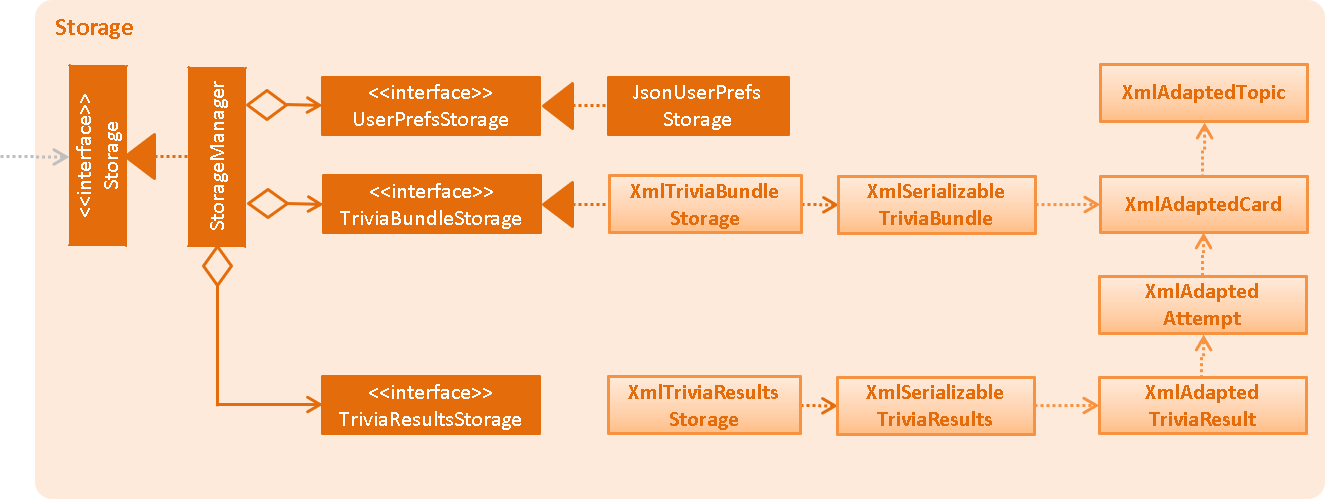 Storage
<<interface>>
Storage
StorageManager
<<interface>>
UserPrefsStorage
JsonUserPrefs
Storage
XmlAdaptedTopic
<<interface>>
TriviaBundleStorage
XmlTriviaBundle
Storage
XmlSerializable
TriviaBundle
XmlAdaptedCard
XmlAdapted
Attempt
<<interface>>
TriviaResultsStorage
XmlTriviaResults
Storage
XmlSerializable
TriviaResults
XmlAdapted
TriviaResult